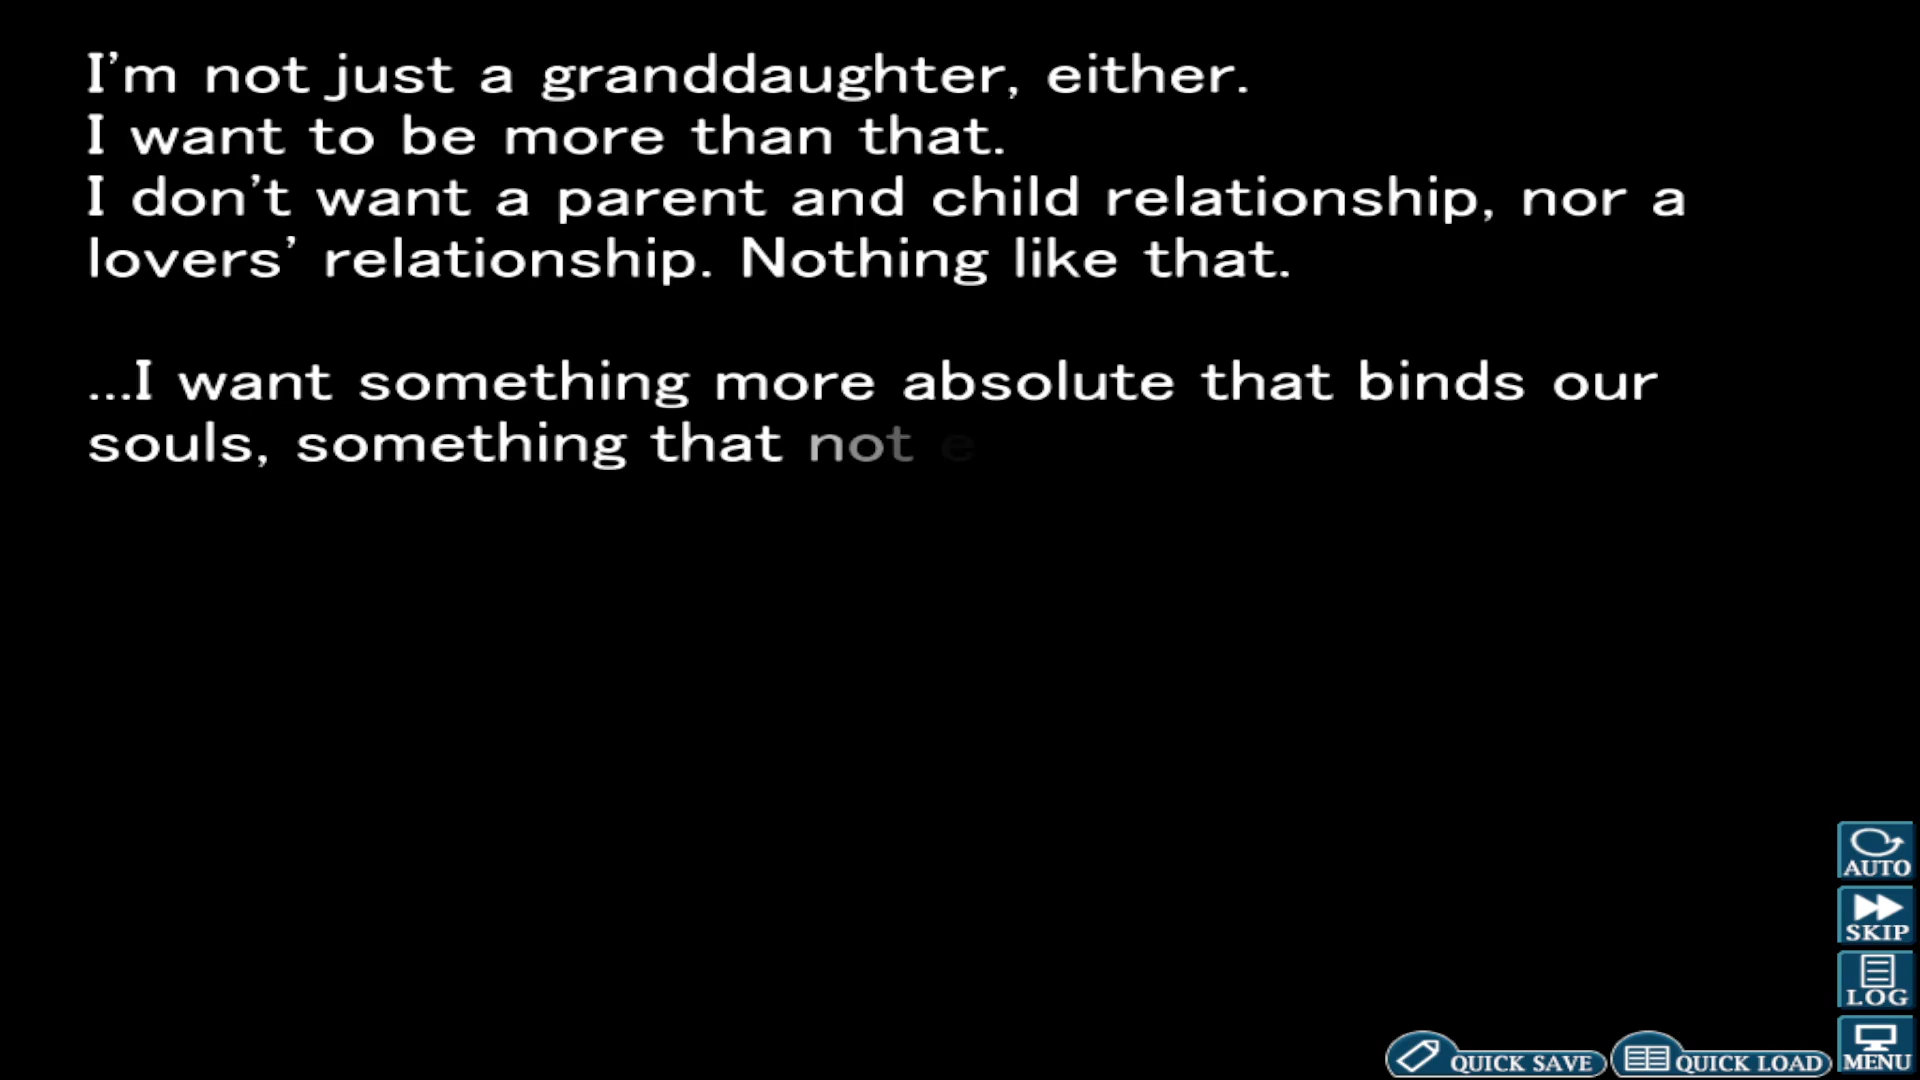 I'm not just a granddaughter, either.
I want to be more than that.
I don't want a parent and child relationship, nor a
lovers' relationship. Nothing like that.
...I want something more absolute that binds our
souls, something that not e
AUTO
SKIP
LOG
MENU
QUICK SAVE
QUICK LOAD